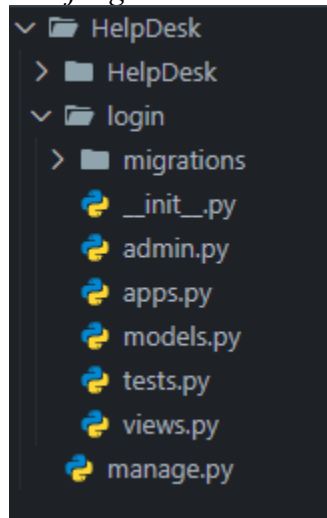 HelpDesk
HelpDesk
login
migrations
__init__.py
admin.py
apps.py
models.py
tests.py
views.py
manage.py